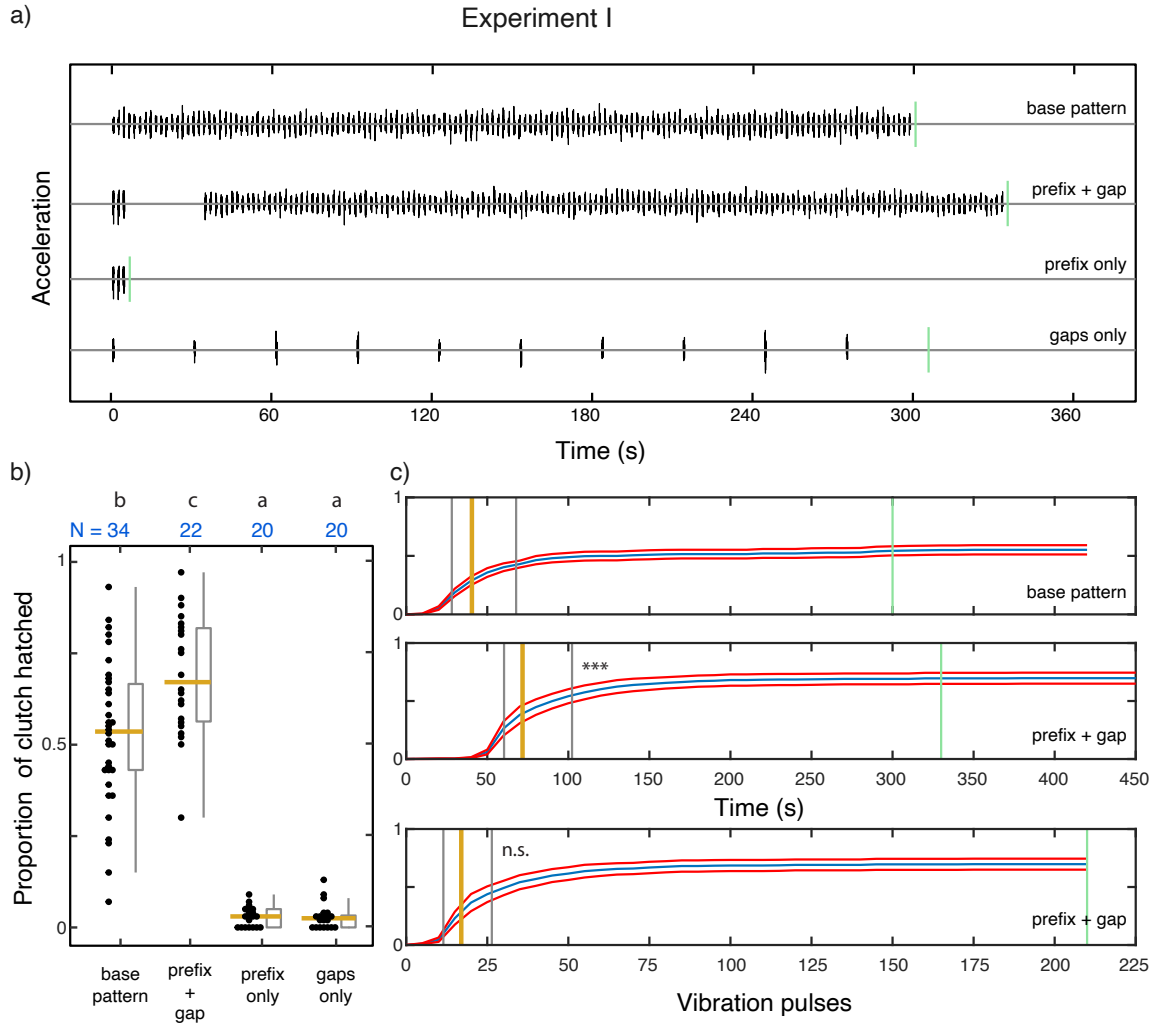 a)
Experiment I
Acceleration
base pattern
prefix + gap
prefix only
gaps only
0 60 120 180 240 300 360
Time (s)
b)
b c a a
N = 34 22 20 20
1
0.5
0
Proportion of clutch hatched
base pattern
prefix + gap
prefix only
gaps only
c)
1
0
base pattern
1
0
***
prefix + gap
0 50 100 150 200 250 300 350 400 450
Time (s)
1
0
n.s.
prefix + gap
0 25 50 75 100 125 150 175 200 225
Vibration pulses